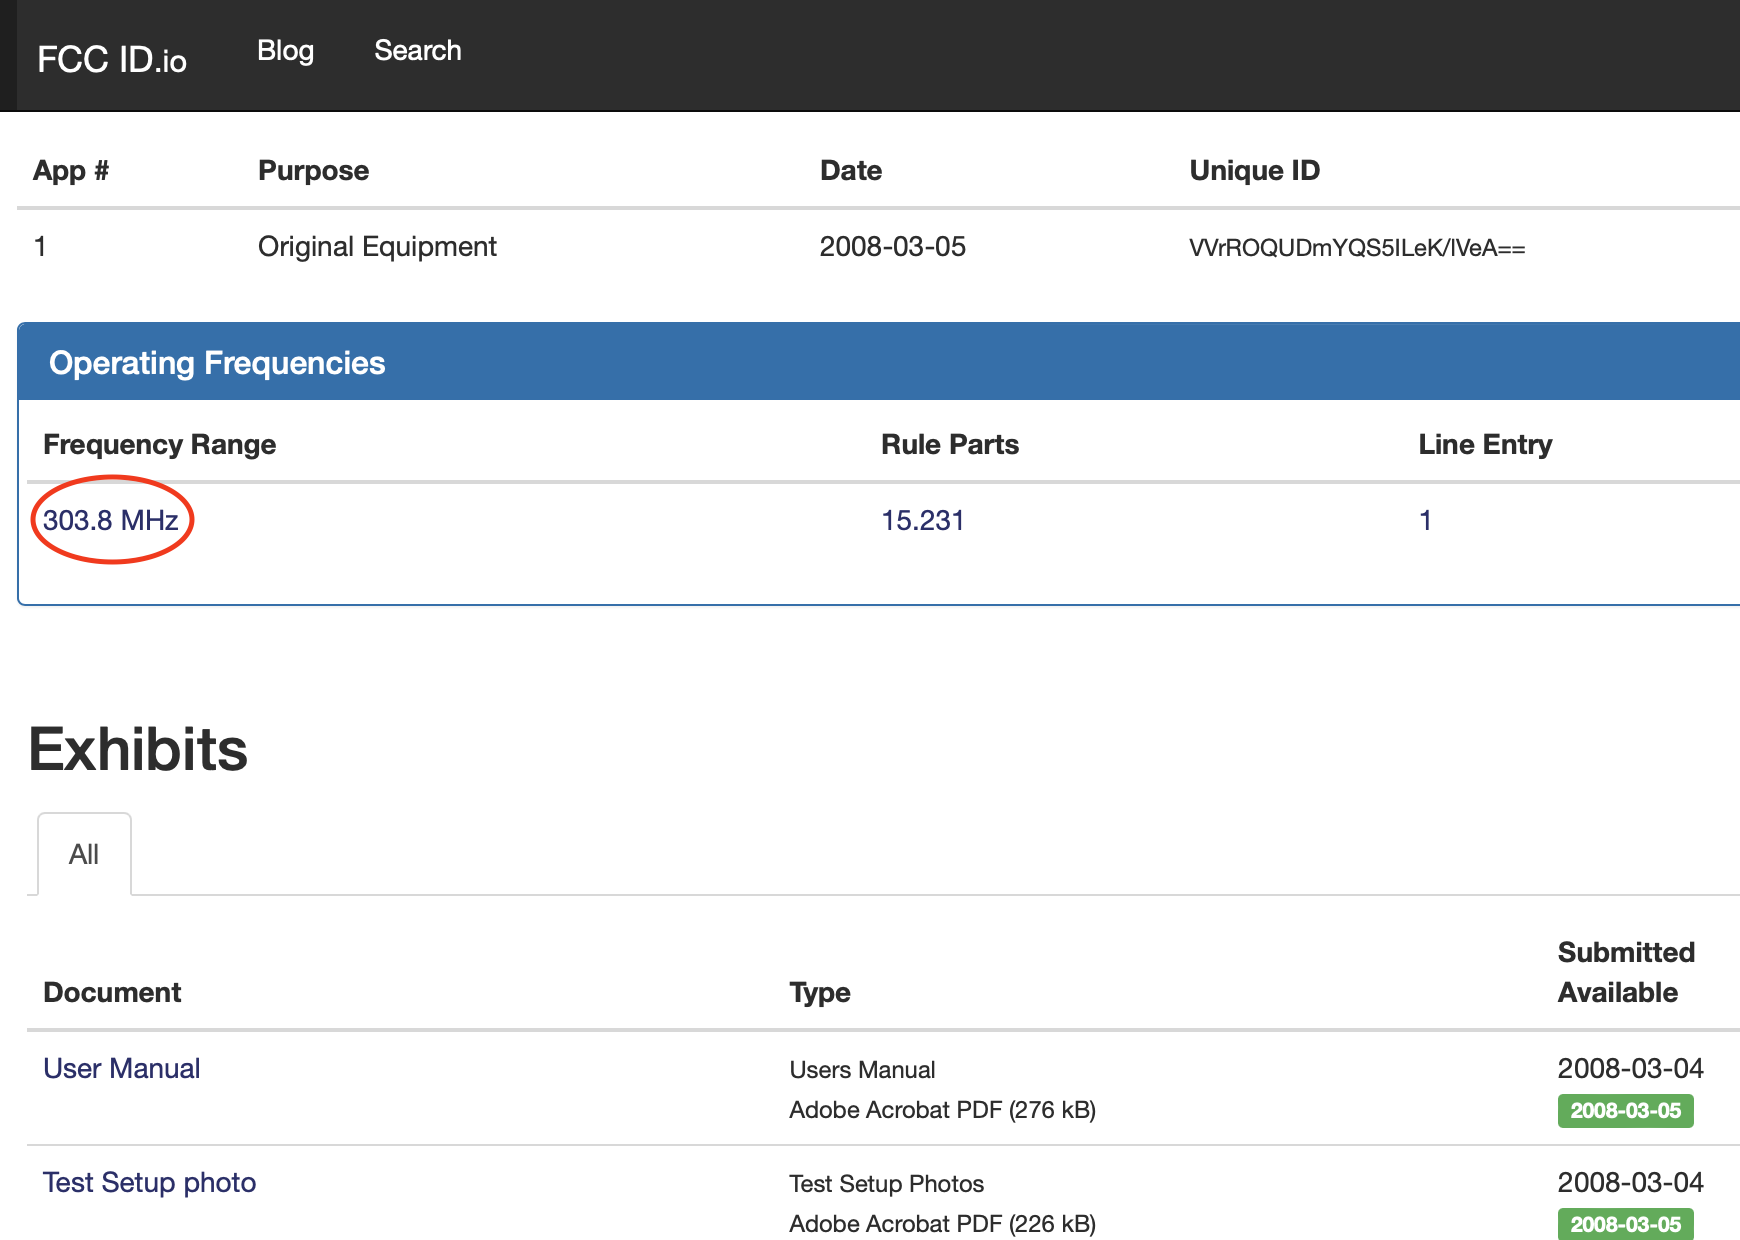 FCC ID.io Blog Search
App # Purpose Date Unique ID
1 Original Equipment 2008-03-05 VVrROQUDmYQS5ILeK/lVeA==
Operating Frequencies
Frequency Range Rule Parts Line Entry
303.8 MHz 15.231 1
Exhibits
All
Submitted
Document Type Available
User Manual Users Manual 2008-03-04
Adobe Acrobat PDF (276 kB) 2008-03-05
Test Setup photo Test Setup Photos 2008-03-04
Adobe Acrobat PDF (226 kB) 2008-03-05